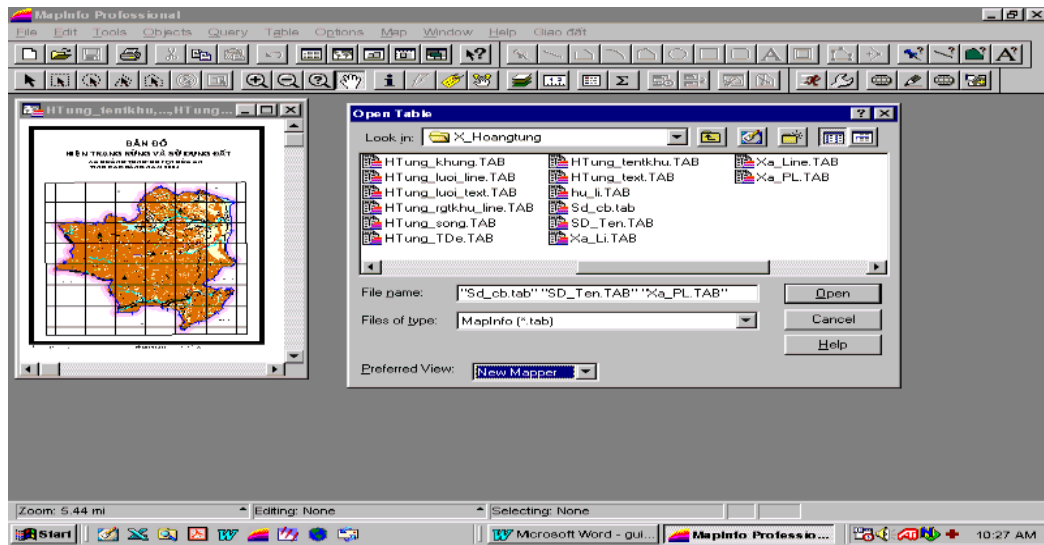 MapInfo Professional
File Edit Tools Objects Query Table Options Map Window Help Giao đất
HTung_tentkhu,...,HTung...
BẢN ĐỒ
HIỆN TRẠNG RỪNG VÀ SỬ DỤNG ĐẤT
Open Table
Look in: X_Hoangtung
HTung_khung.TAB
HTung_luoi_line.TAB
HTung_luoi_text.TAB
HTung_rgtkhu_line.TAB
HTung_song.TAB
HTung_TDe.TAB
HTung_tentkhu.TAB
HTung_text.TAB
hu_li.TAB
Sd_cb.tab
SD_Ten.TAB
Xa_Li.TAB
Xa_Line.TAB
Xa_PL.TAB
File name: "Sd_cb.tab" "SD_Ten.TAB" "Xa_PL.TAB" Open
Files of type: MapInfo (*.tab) Cancel
Help
Preferred View: New Mapper
Zoom: 5.44 mi Editing: None Selecting: None
Start Microsoft Word - gui... MapInfo Professio... 10:27 AM